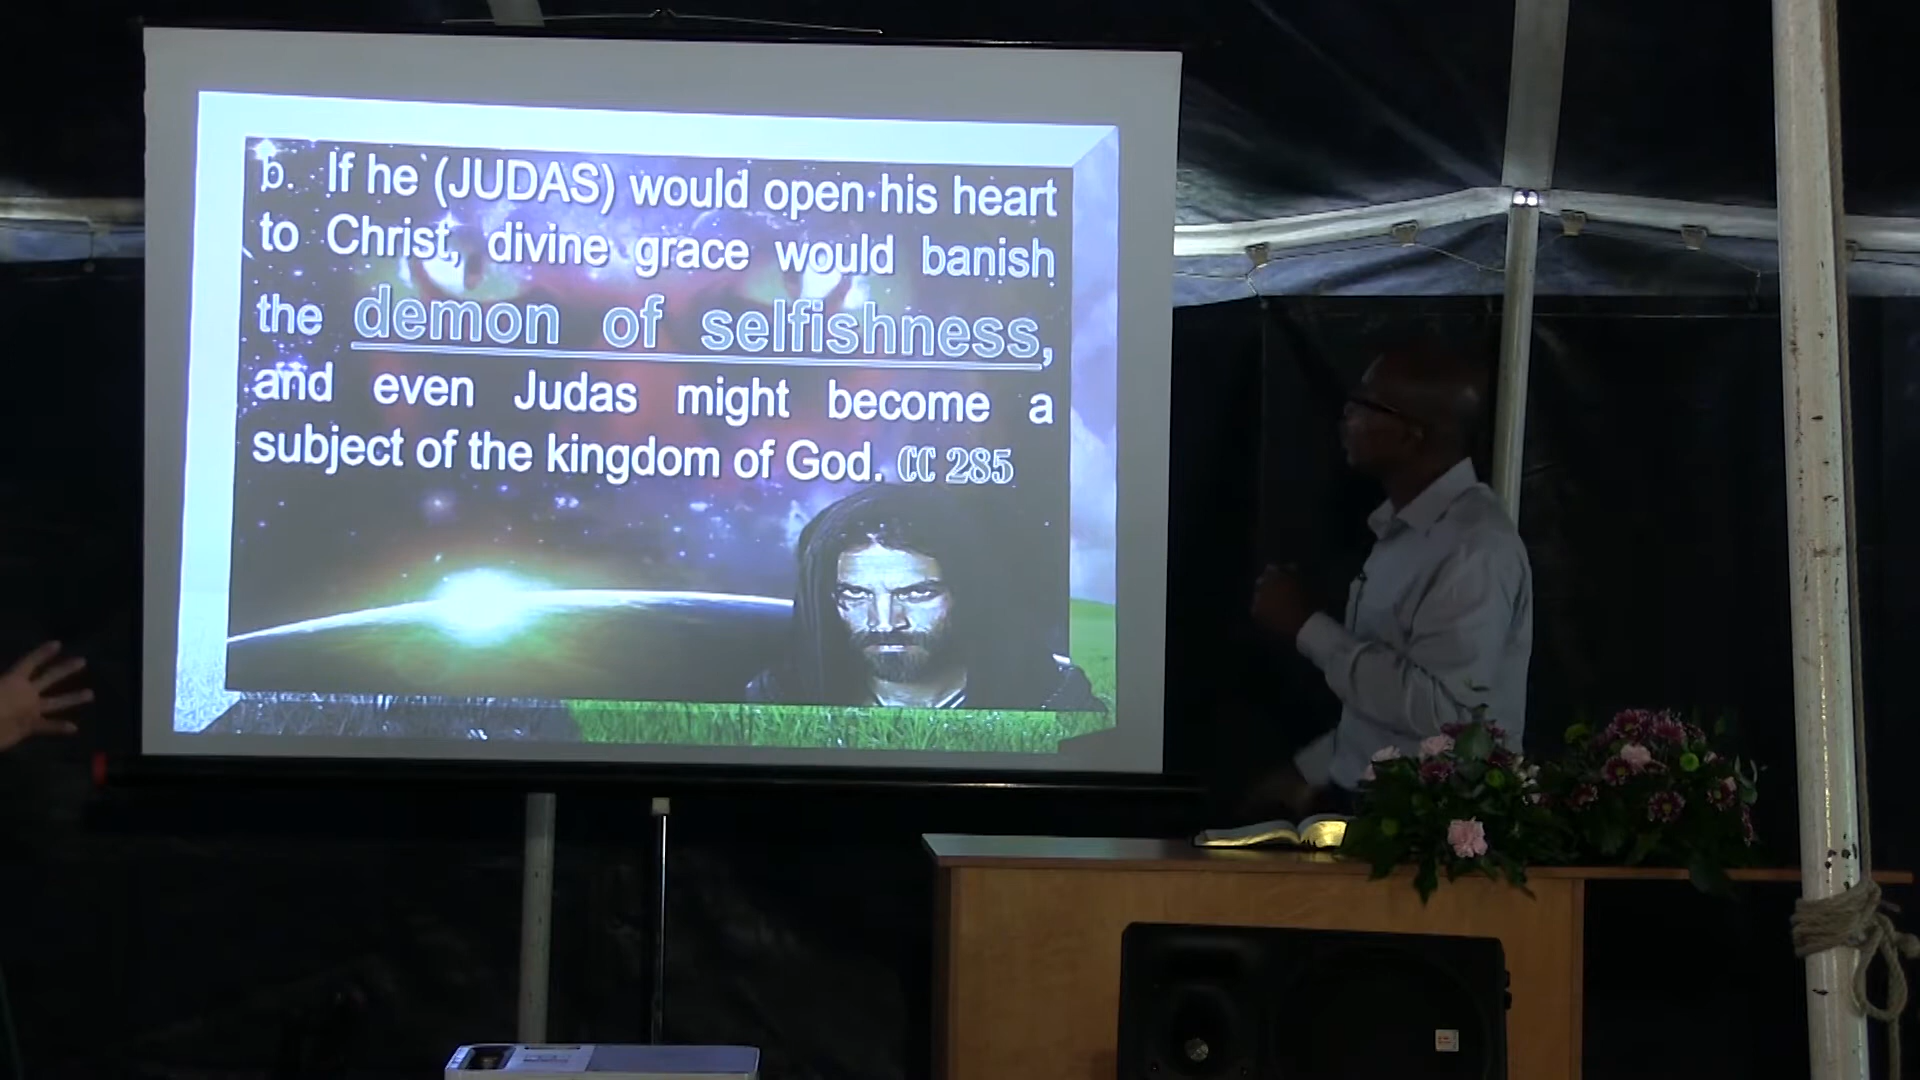 b. If he (JUDAS) would open his heart
to Christ, divine grace would banish
the demon of selfishness,
and even Judas might become a
subject of the kingdom of God. CC 285